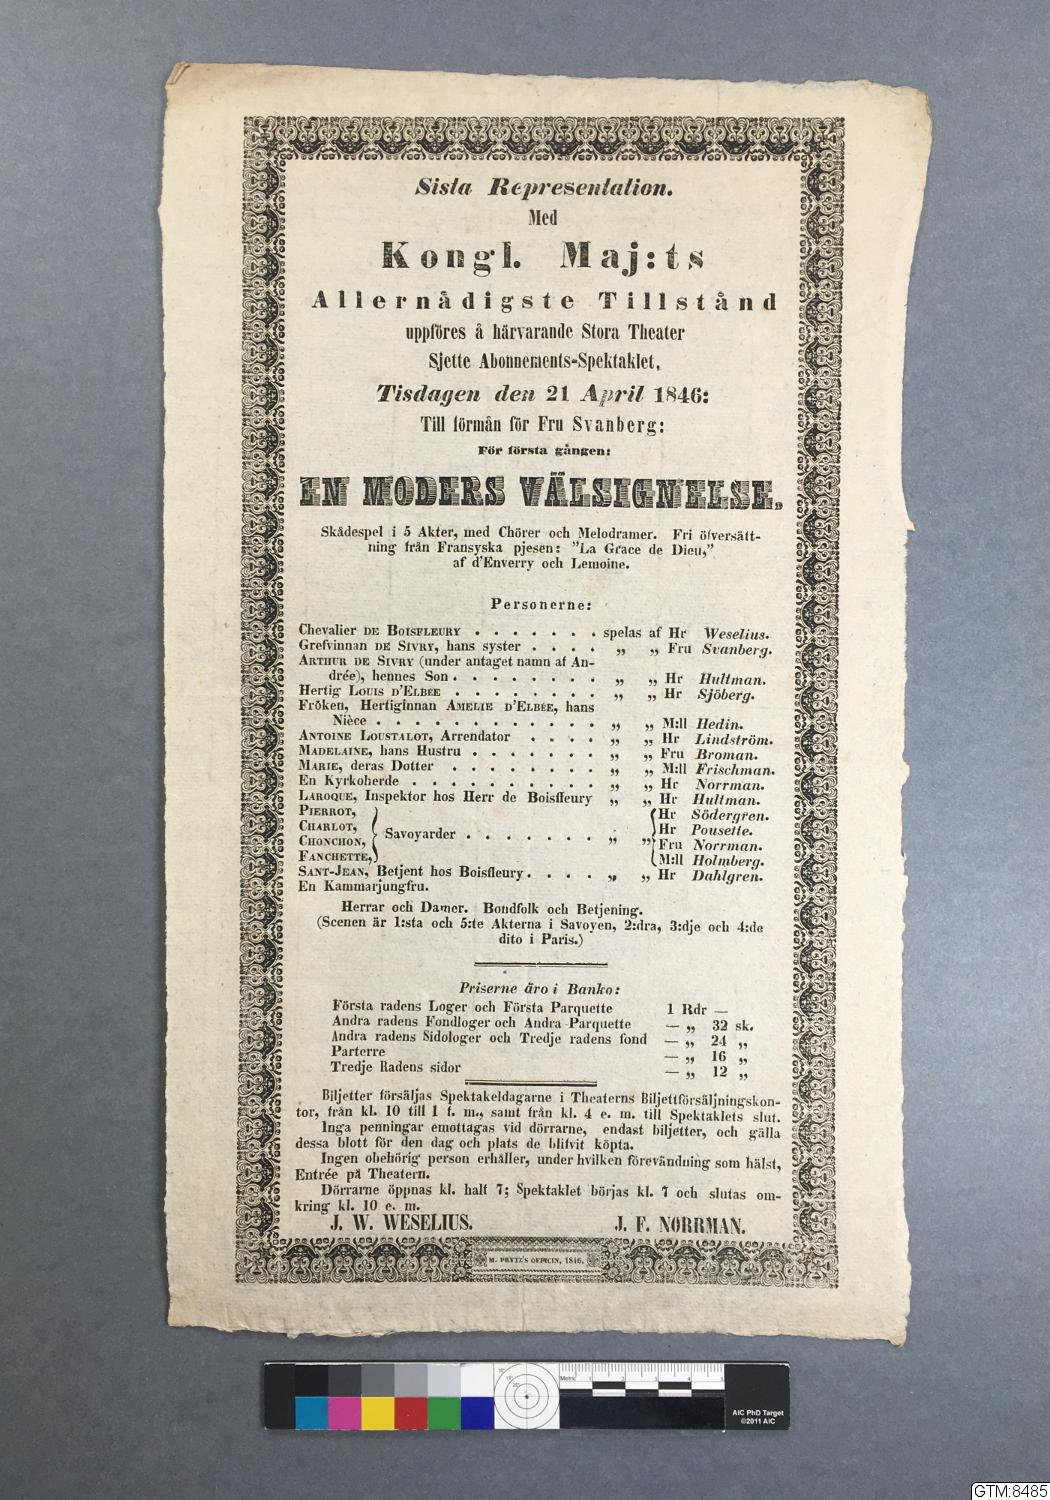 Sista Representation.
Med
Kongl. Maj:ts
Allernådigste Tillstånd
uppföres å härvarande Stora Theater
Sjette Abonnements-Spektaklet,
Tisdagen den 21 April 1846:
Till förmån för Fru Svanberg:
För första gången:
EN MODERS VÄLSIGNELSE.
Skådespel i 5 Akter, med Chörer och Melodramer. Fri öfversätt-
ning från Fransyska pjesen: ”La Grace de Dieu,”
af d'Enverry och Lemoine.
Personerne:
Chevalier DE BOISFLEURY . . . . . . . spelas af Hr Weselius.
Grefvinnan DE SIVRY, hans syster . . . . „ „ Fru Svanberg.
ARTHUR DE SIVRY (under antaget namn af An-
drée), hennes Son . . . . . . . . „ „ Hr Hultman.
Hertig LOUIS D'ELBÉE . . . . . . . . „ „ Hr Sjöberg.
Fröken, Hertiginnan AMELIE D'ELBÉE, hans
Nièce . . . . . . . . . . . . „ „ M:ll Hedin.
ANTOINE LOUSTALOT, Arrendator . . . . „ „ Hr Lindström.
MADELAINE, hans Hustru . . . . . . . „ „ Fru Broman.
MARIE, deras Dotter . . . . . . . . „ „ M:ll Frischman.
En Kyrkoherde . . . . . . . . . . „ „ Hr Norrman.
LAROQUE, Inspektor hos Herr de Boisfleury „ „ Hr Hultman.
PIERROT, Hr Södergren.
CHARLOT, Hr Pousette.
Savoyarder . . . . . . . „ „
CHONCHON, Fru Norrman.
FANCHETTE, M:ll Holmberg.
SANT-JEAN, Betjent hos Boisfleury . . . . „ „ Hr Dahlgren.
En Kammarjungfru.
Herrar och Damer. Bondfolk och Betjening.
(Scenen är 1:sta och 5:te Akterna i Savoyen, 2:dra, 3:dje och 4:de
dito i Paris.)
Priserne äro i Banko:
Första radens Loger och Första Parquette 1 Rdr —
Andra radens Fondloger och Andra Parquette — „ 32 sk.
Andra radens Sidologer och Tredje radens fond — „ 24 „
Parterre — „ 16 „
Tredje Radens sidor — „ 12 „
Biljetter försäljas Spektakeldagarne i Theaterns Biljettförsäljningskon-
tor, från kl. 10 till 1 f. m., samt från kl. 4 e. m. till Spektaklets slut.
Inga penningar emottagas vid dörrarne, endast biljetter, och gälla
dessa blott för den dag och plats de blifvit köpta.
Ingen obehörig person erhåller, under hvilken förevändning som hälst,
Entrée på Theatern.
Dörrarne öppnas kl. half 7; Spektaklet börjas kl. 7 och slutas om-
kring kl. 10 e. m.
J. W. WESELIUS. J. F. NORRMAN.
M. PRYTZ'S OFFICIN, 1846.
Metric 1 2 3 4 5
AIC PhD Target
©2011 AIC
GTM:8485